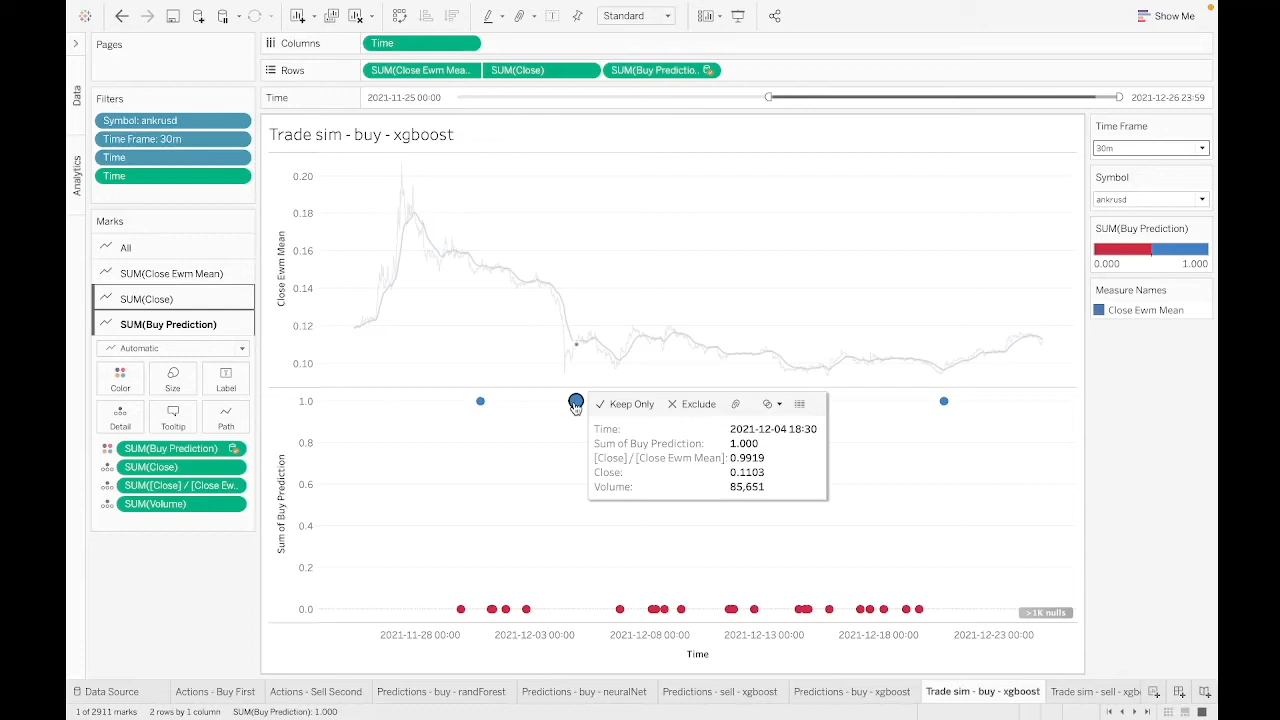 Standard
Show Me
Pages
Columns
Time
Rows
SUM(Close Ewm Mea..
SUM(Close)
SUM(Buy Predictio..
Time
2021-11-25 00:00
2021-12-26 23:59
Data
Analytics
Filters
Symbol: ankrusd
Time Frame: 30m
Time
Time
Marks
All
SUM(Close Ewm Mean)
SUM(Close)
SUM(Buy Prediction)
Automatic
Color
Size
Label
Detail
Tooltip
Path
SUM(Buy Prediction)
SUM(Close)
SUM([Close] / [Close Ew..
SUM(Volume)
Trade sim - buy - xgboost
Close Ewm Mean
0.20
0.18
0.16
0.14
0.12
0.10
Sum of Buy Prediction
1.0
0.8
0.6
0.4
0.2
0.0
Keep Only
Exclude
Time: 2021-12-04 18:30
Sum of Buy Prediction: 1.000
[Close] / [Close Ewm Mean]: 0.9919
Close: 0.1103
Volume: 85,651
>1K nulls
2021-11-28 00:00
2021-12-03 00:00
2021-12-08 00:00
2021-12-13 00:00
2021-12-18 00:00
2021-12-23 00:00
Time
Time Frame
30m
Symbol
ankrusd
SUM(Buy Prediction)
0.000
1.000
Measure Names
Close Ewm Mean
Data Source
Actions - Buy First
Actions - Sell Second
Predictions - buy - randForest
Predictions - buy - neuralNet
Predictions - sell - xgboost
Predictions - buy - xgboost
Trade sim - buy - xgboost
Trade sim - sell - xgb
1 of 2911 marks
2 rows by 1 column
SUM(Buy Prediction): 1.000